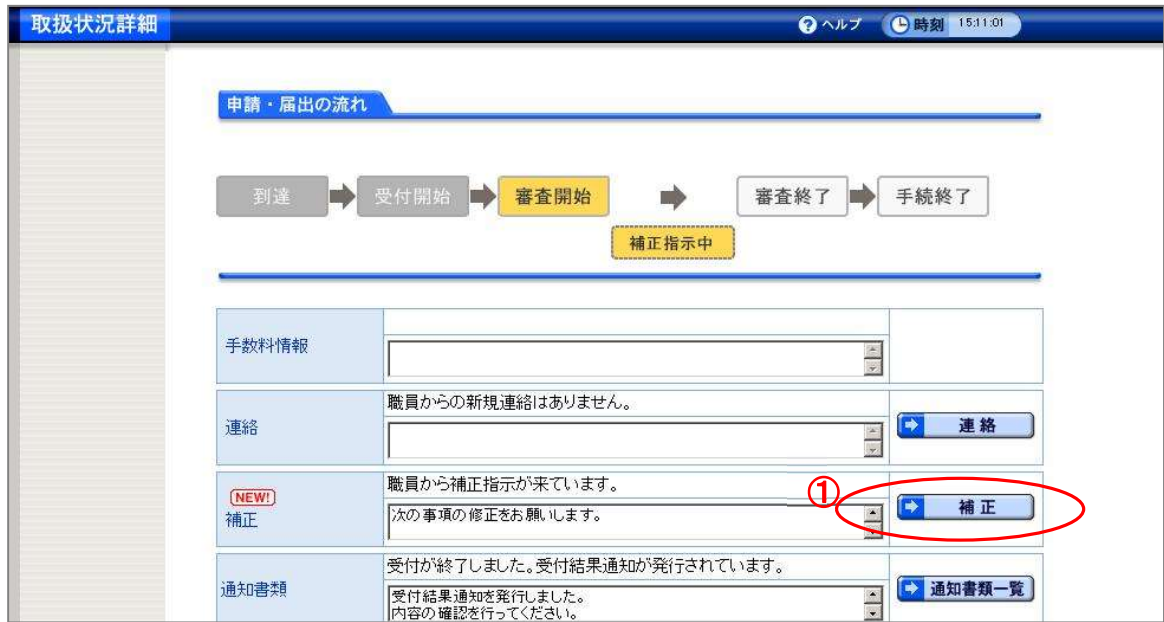 取扱状況詳細
ヘルプ
時刻 15:11:01
申請・届出の流れ
到達
受付開始
審査開始
審査終了
手続終了
補正指示中
手数料情報
連絡
職員からの新規連絡はありません。
連絡
NEW!
補正
職員から補正指示が来ています。
次の事項の修正をお願いします。
①
補正
通知書類
受付が終了しました。受付結果通知が発行されています。
受付結果通知を発行しました。
内容の確認を行ってください。
通知書類一覧